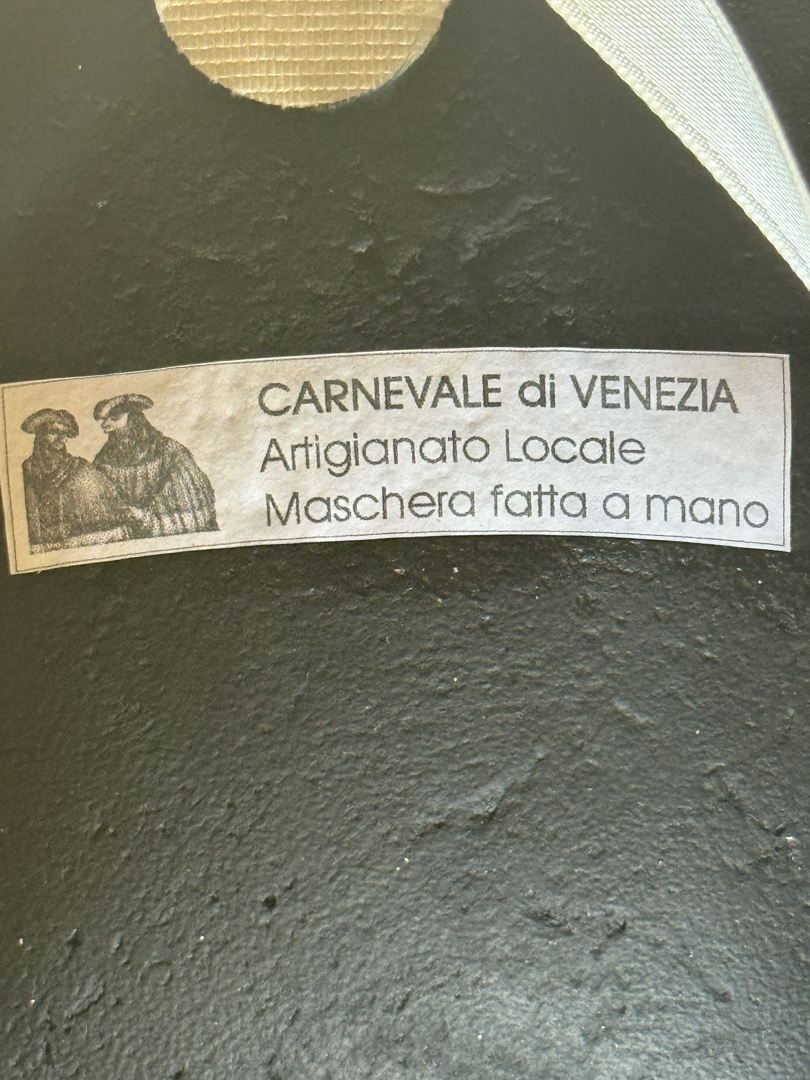 CARNEVALE di VENEZIA
Artigianato Locale
Maschera fatta a mano